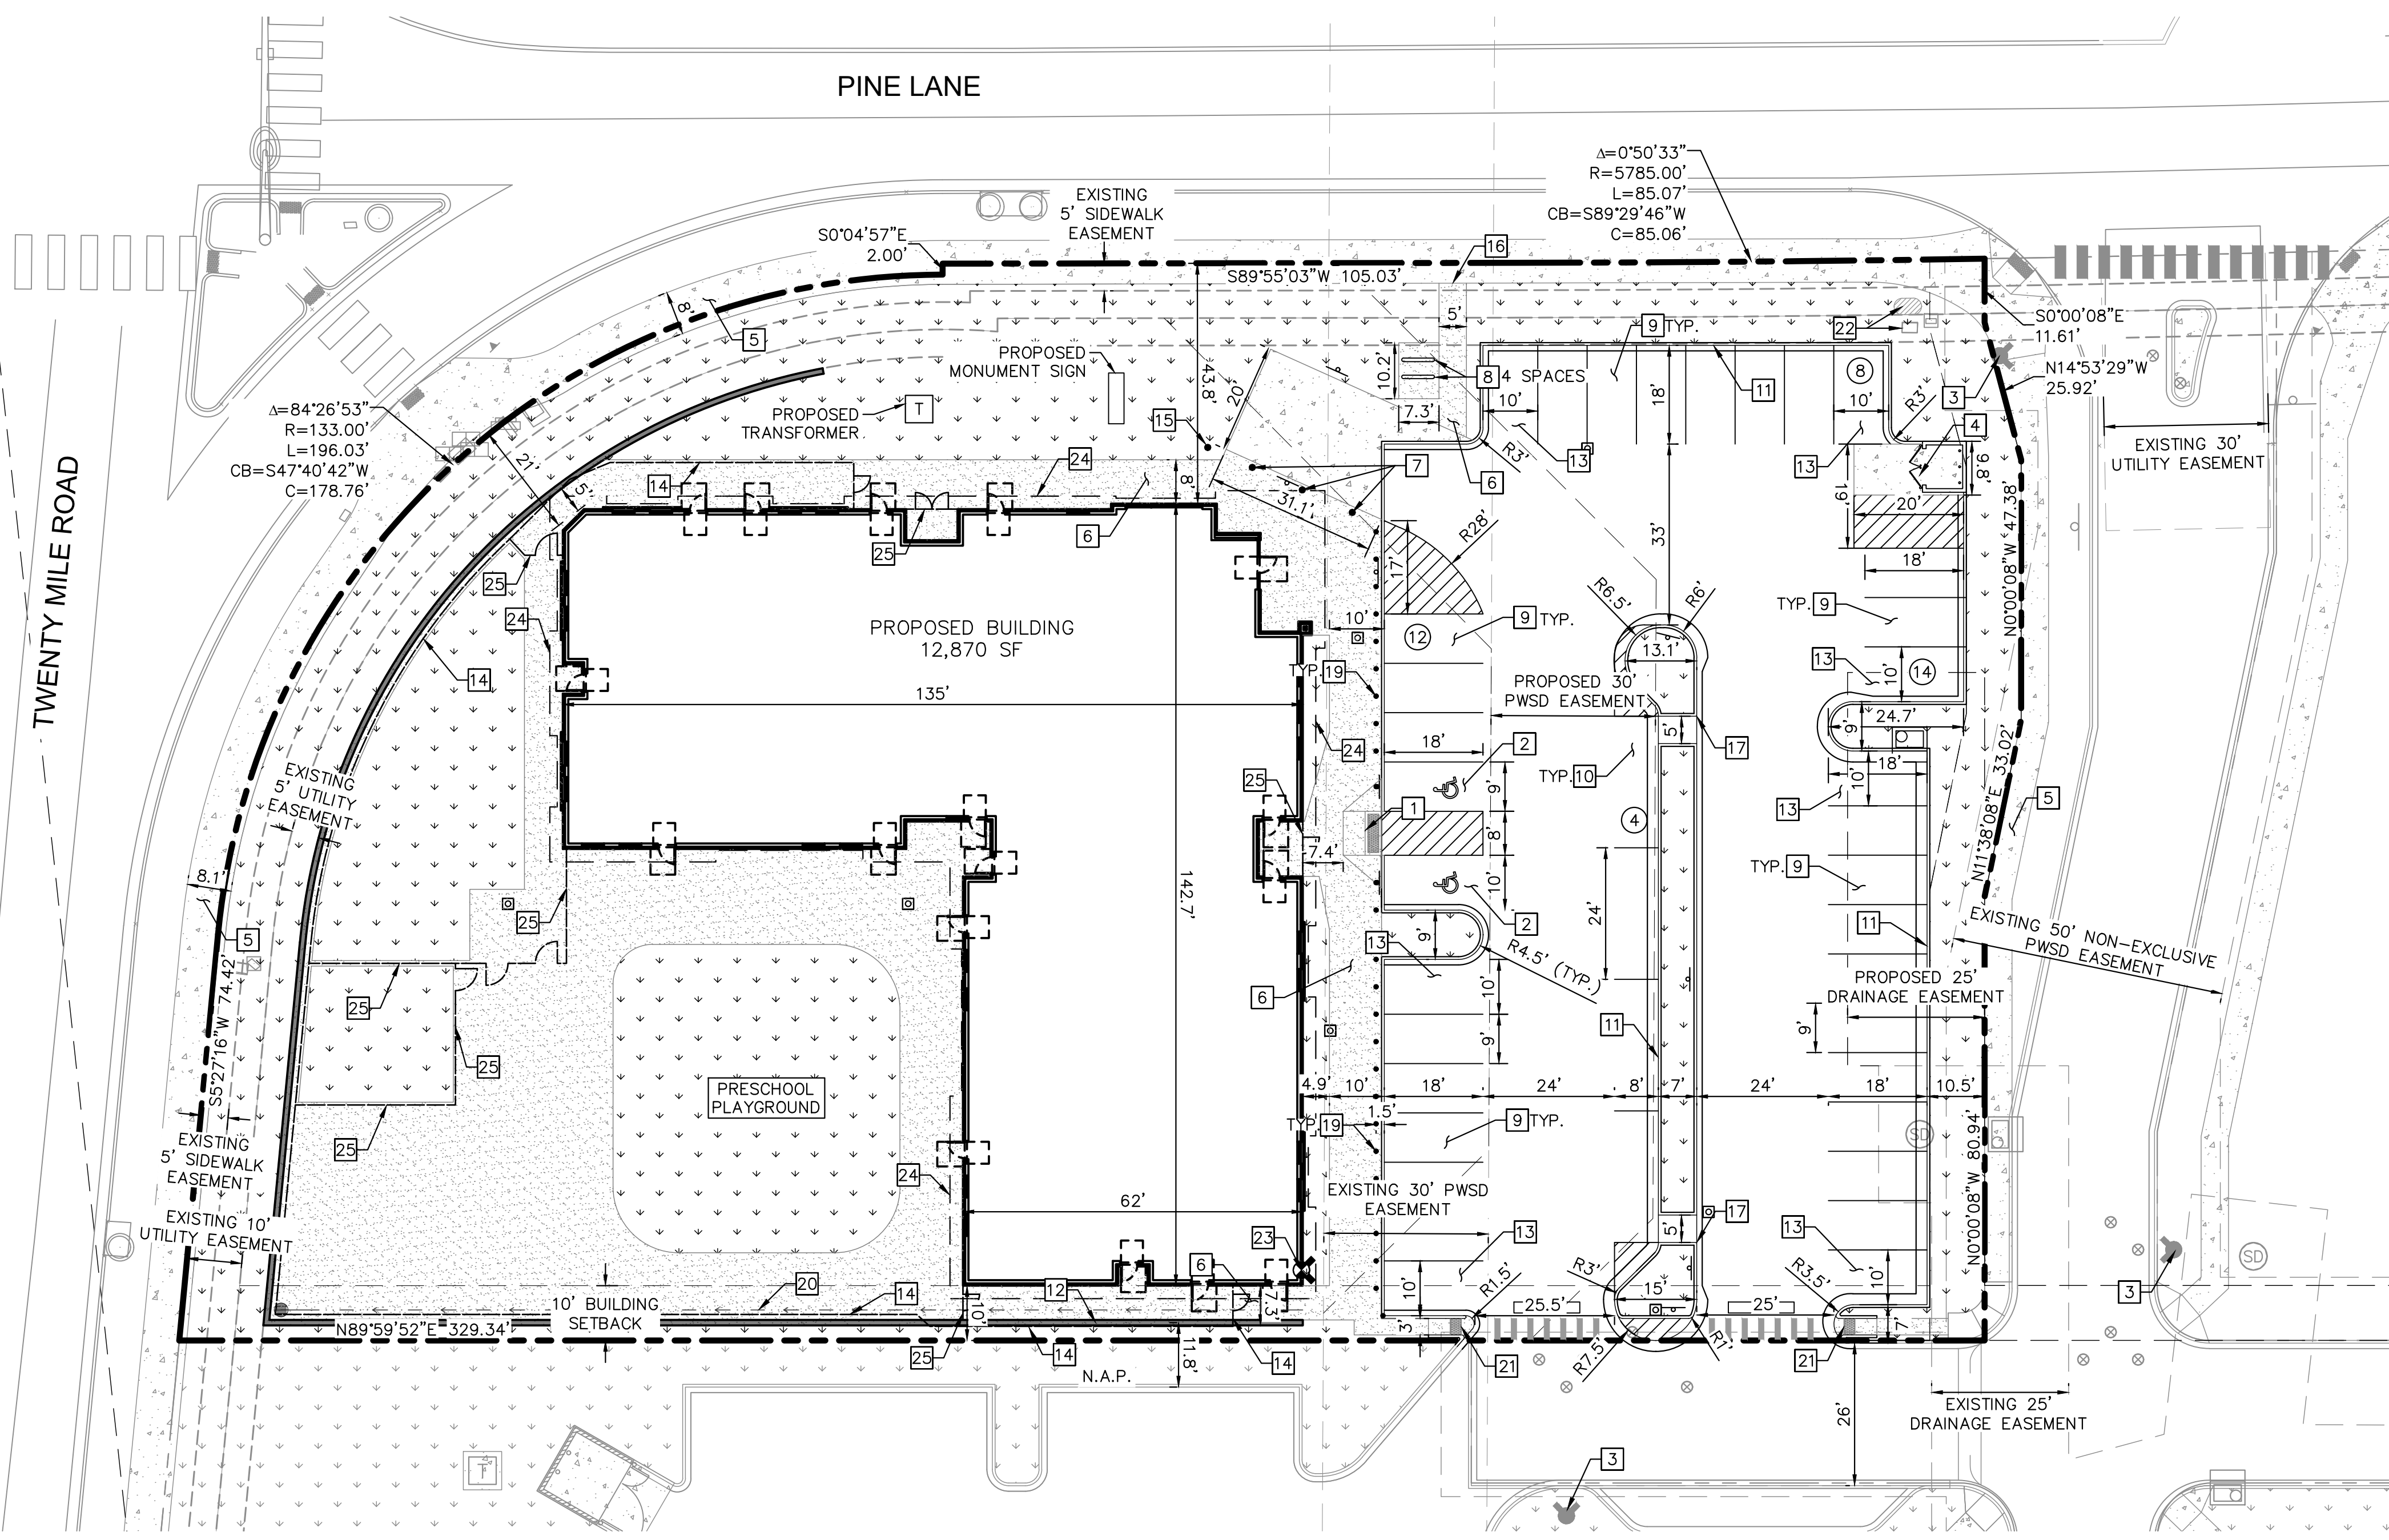 PINE LANE
TWENTY MILE ROAD
Δ=0°50'33"
R=5785.00'
L=85.07'
CB=S89°29'46"W
C=85.06'
EXISTING
5' SIDEWALK
EASEMENT
S0°04'57"E
2.00'
16
S89°55'03"W 105.03'
S0°00'08"E
11.61'
N14°53'29"W
25.92'
8'
5
5'
22
9 TYP.
PROPOSED
MONUMENT SIGN
43.8'
20'
10.2'
8
4 SPACES
11
8
18'
10'
10'
R3'
3
4
7.3'
15
PROPOSED
TRANSFORMER
T
Δ=84°26'53"
R=133.00'
L=196.03'
CB=S47°40'42"W
C=178.76'
EXISTING 30'
UTILITY EASEMENT
21'
5'
14
24
8'
7
R3'
13
6
13
9.8'
19'
20'
31.1'
6
25
25
24
R28'
17'
33'
18'
N0°00'08"W 47.38'
PROPOSED BUILDING
12,870 SF
10'
12
9 TYP.
R6.5'
R6'
13.1'
TYP. 9
14
135'
TYP. 19
PROPOSED 30'
PWSD EASEMENT
13
10'
14
24.7'
9'
18'
2
24
5'
17
TYP. 10
18'
10'
13
EXISTING
5' UTILITY
EASEMENT
25
9'
1
8'
4
7.4'
N11°38'08"E 33.02'
5
TYP. 9
8.1'
142.7'
10'
2
24'
5
25
9'
13
R4.5' (TYP.)
11
EXISTING 50' NON-EXCLUSIVE
PWSD EASEMENT
6
10'
PROPOSED 25'
DRAINAGE EASEMENT
S5°27'16"W 74.42'
25
25
9'
11
9'
PRESCHOOL
PLAYGROUND
4.9'
10'
18'
24'
8'
7'
24'
18'
10.5'
1.5'
TYP. 19
9 TYP.
25
EXISTING
5' SIDEWALK
EASEMENT
SD
N0°00'08"W 80.94'
24
EXISTING 30' PWSD
EASEMENT
62'
5'
17
EXISTING 10'
UTILITY EASEMENT
23
13
13
SD
6
20
14
12
7.3'
10'
R1.5'
R3'
15'
R3.5'
10'
3
10' BUILDING
SETBACK
10'
25.5'
25'
N89°59'52"E 329.34'
3'
7'
25
14
11.8'
14
21
R7.5'
R1'
21
N.A.P.
26'
EXISTING 25'
DRAINAGE EASEMENT
T
3